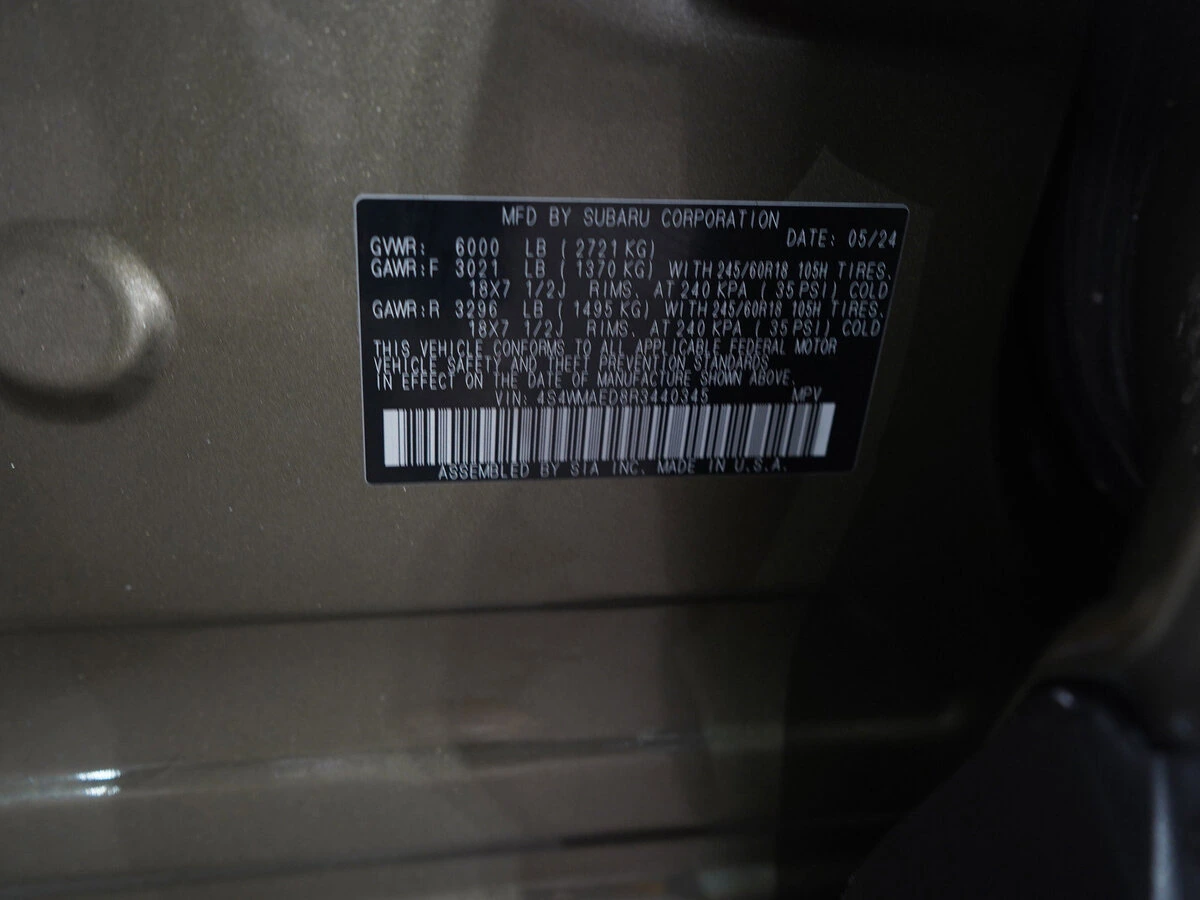 MFD BY SUBARU CORPORATION
DATE: 05/24
GVWR: 6000 LB (2721 KG)
GAWR:F 3021 LB (1370 KG) WITH 245/60R18 105H TIRES.
18X7 1/2J RIMS. AT 240 KPA (35 PSI) COLD
GAWR:R 3296 LB (1495 KG) WITH 245/60R18 105H TIRES.
18X7 1/2J RIMS. AT 240 KPA (35 PSI) COLD
THIS VEHICLE CONFORMS TO ALL APPLICABLE FEDERAL MOTOR
VEHICLE SAFETY AND THEFT PREVENTION STANDARDS
IN EFFECT ON THE DATE OF MANUFACTURE SHOWN ABOVE.
VIN: 4S4WMAED8R3440345 MPV
ASSEMBLED BY SIA INC. MADE IN U.S.A.